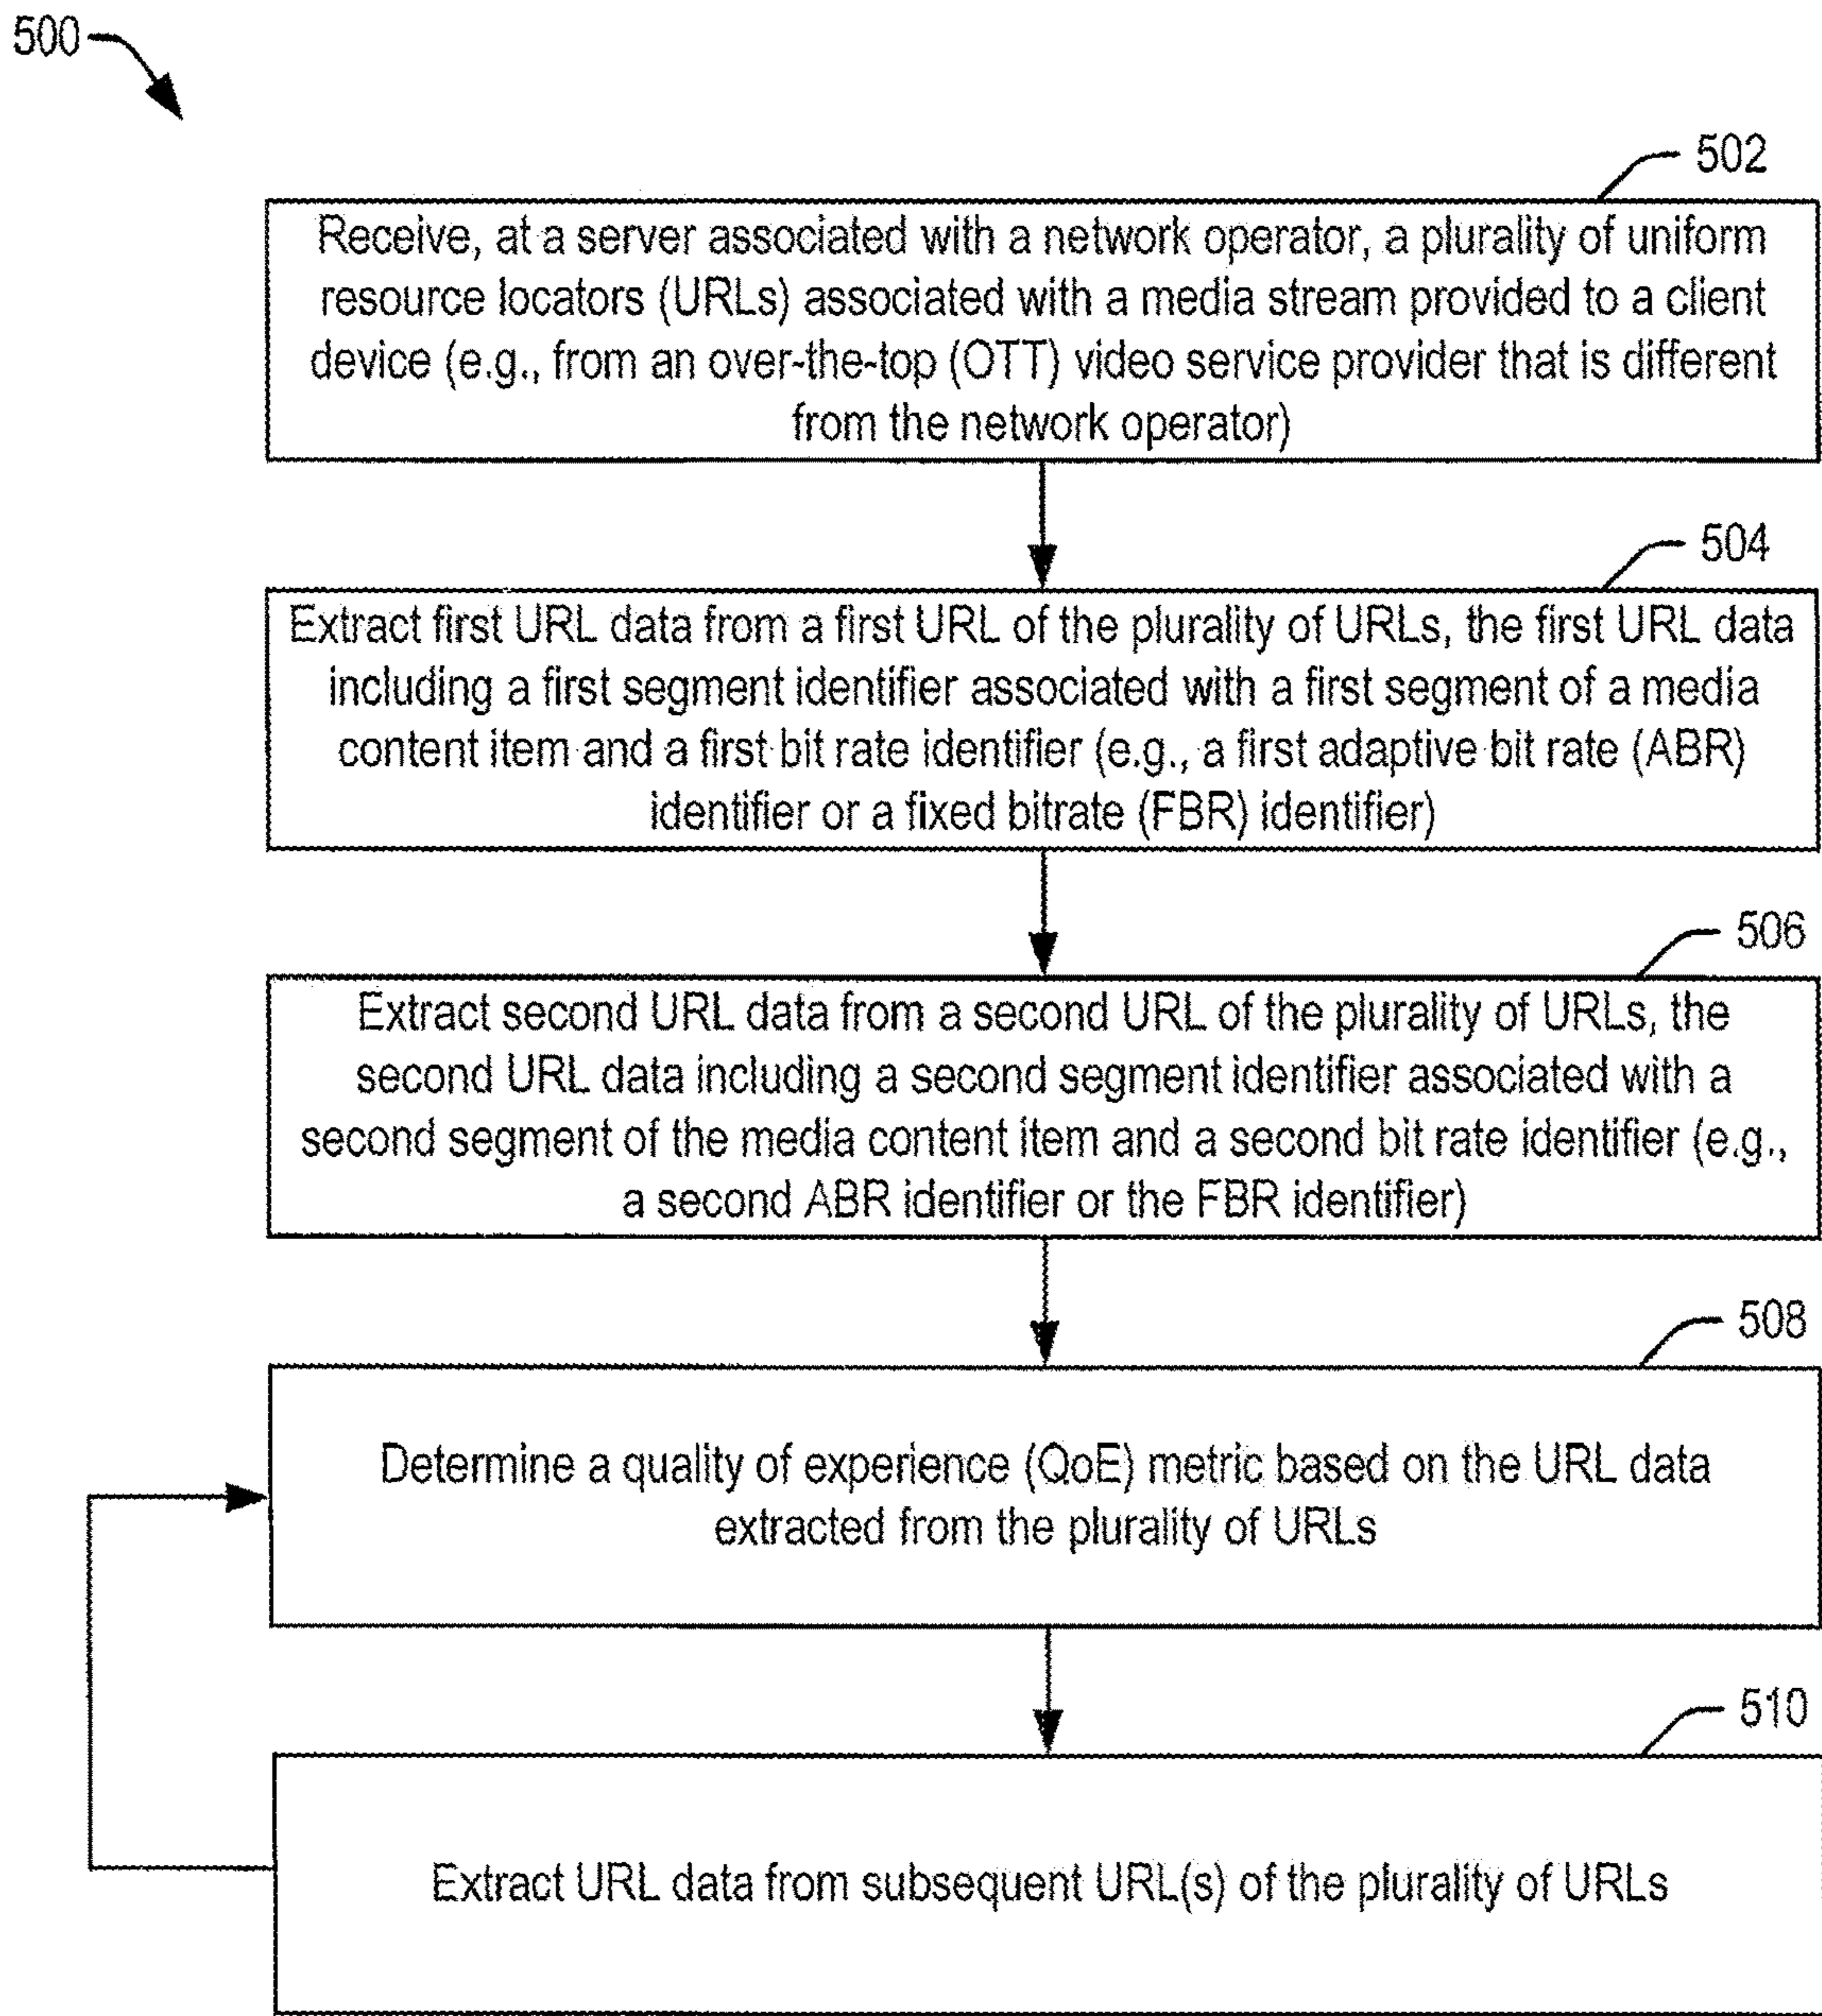 500
502
Receive, at a server associated with a network operator, a plurality of uniform
resource locators (URLs) associated with a media stream provided to a client
device (e.g., from an over-the-top (OTT) video service provider that is different
from the network operator)
504
Extract first URL data from a first URL of the plurality of URLs, the first URL data
including a first segment identifier associated with a first segment of a media
content item and a first bit rate identifier (e.g., a first adaptive bit rate (ABR)
identifier or a fixed bitrate (FBR) identifier)
506
Extract second URL data from a second URL of the plurality of URLs, the
second URL data including a second segment identifier associated with a
second segment of the media content item and a second bit rate identifier (e.g.,
a second ABR identifier or the FBR identifier)
508
Determine a quality of experience (QoE) metric based on the URL data
extracted from the plurality of URLs
510
Extract URL data from subsequent URL(s) of the plurality of URLs